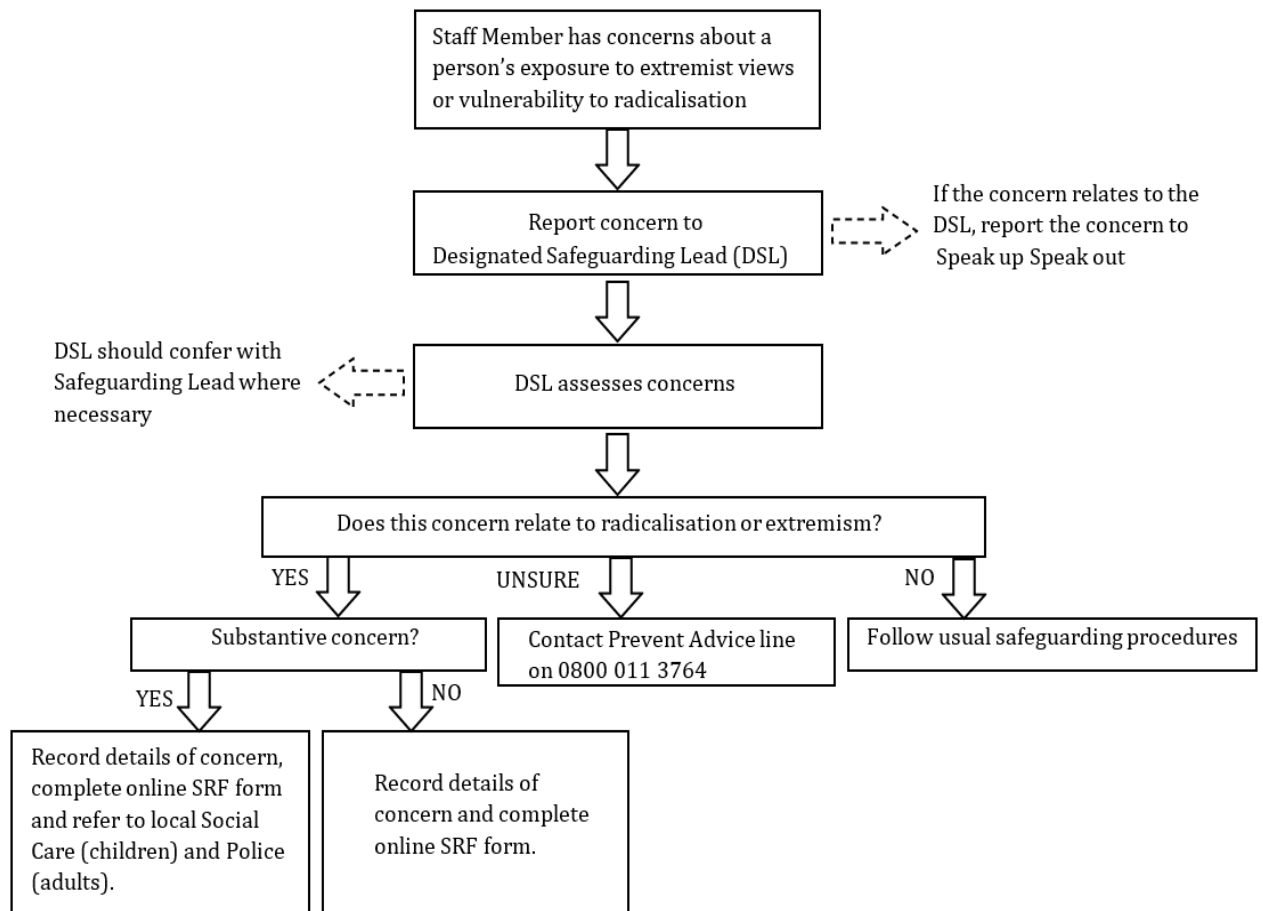 Staff Member has concerns about a
person's exposure to extremist views
or vulnerability to radicalisation
Report concern to
Designated Safeguarding Lead (DSL)
If the concern relates to the
DSL, report the concern to
Speak up Speak out
DSL should confer with
Safeguarding Lead where
necessary
DSL assesses concerns
Does this concern relate to radicalisation or extremism?
YES
UNSURE
NO
Substantive concern?
Contact Prevent Advice line
on 0800 011 3764
Follow usual safeguarding procedures
YES
NO
Record details of concern,
complete online SRF form
and refer to local Social
Care (children) and Police
(adults).
Record details of
concern and complete
online SRF form.